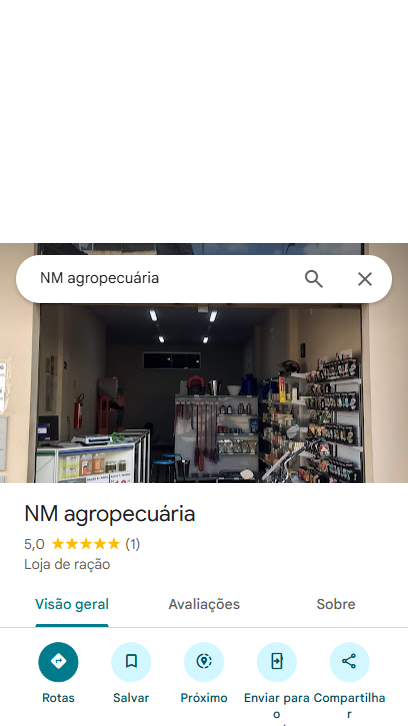 NM agropecuária
NM agropecuária
5,0 (1)
Loja de ração
Visão geral
Avaliações
Sobre
Rotas
Salvar
Próximo
Enviar para o
Compartilhar